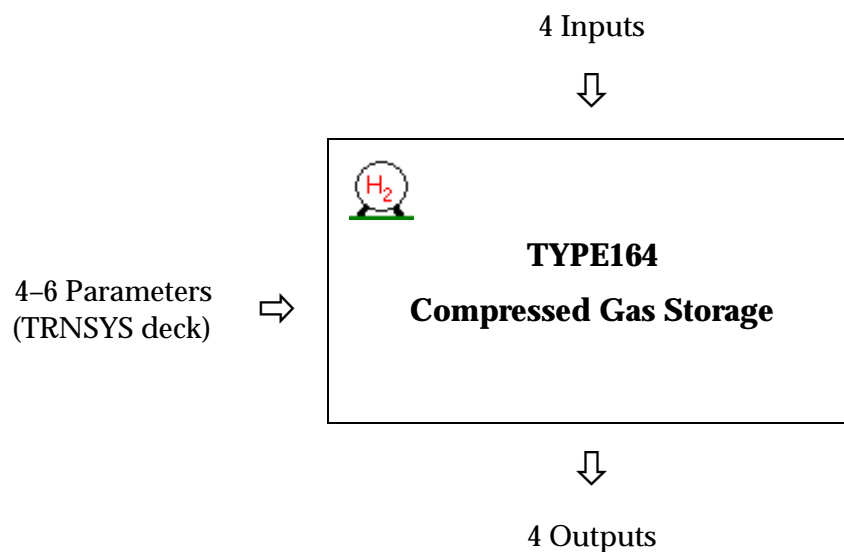 4 Inputs
H2
TYPE164
4–6 Parameters
(TRNSYS deck)
Compressed Gas Storage
4 Outputs